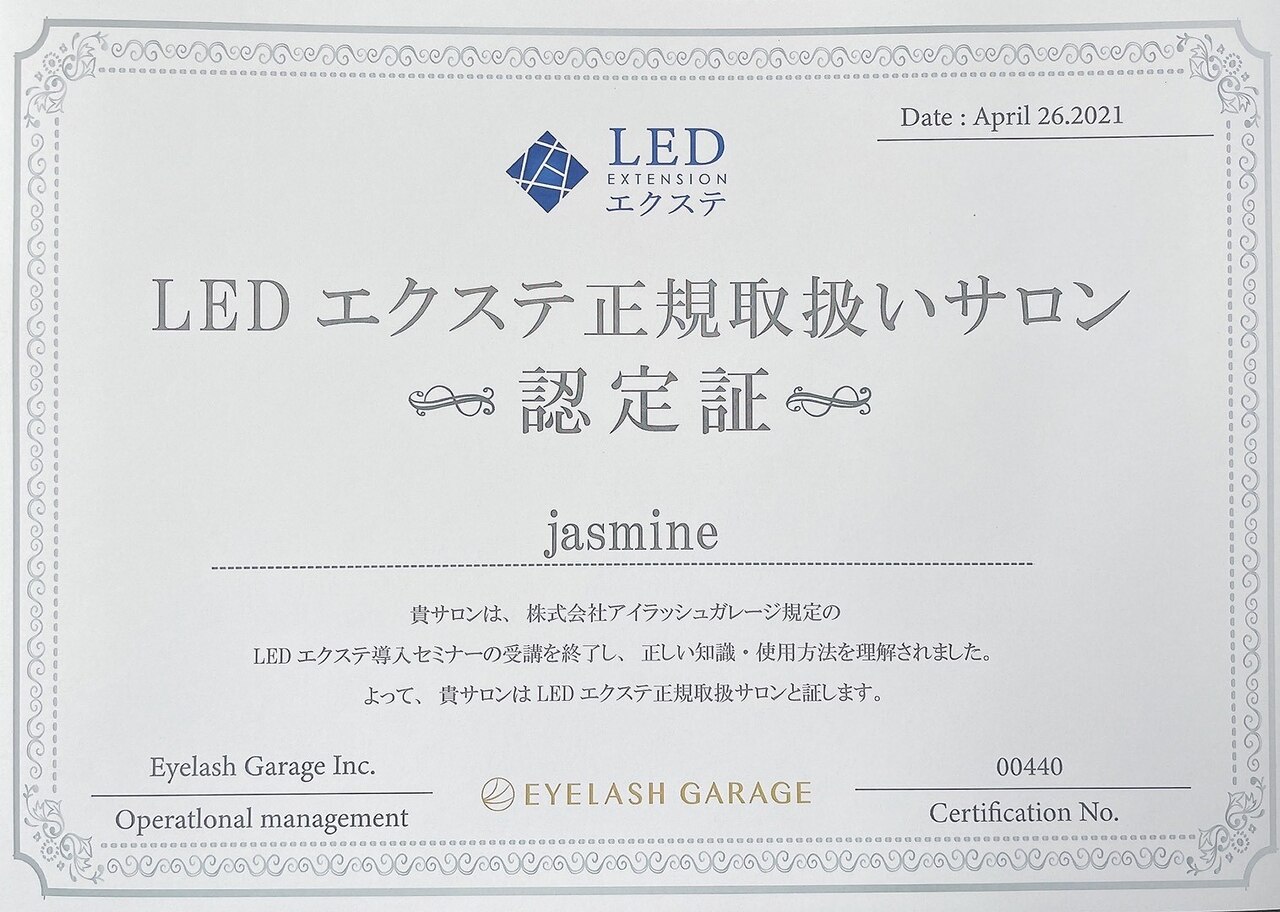 Date : April 26.2021
LED
EXTENSION
エクステ
LED エクステ正規取扱いサロン
認定証
jasmine
貴サロンは、株式会社アイラッシュガレージ規定の
LED エクステ導入セミナーの受講を終了し、正しい知識・使用方法を理解されました。
よって、貴サロンは LED エクステ正規取扱サロンと証します。
Eyelash Garage Inc.
Operatlonal management
EYELASH GARAGE
00440
Certification No.